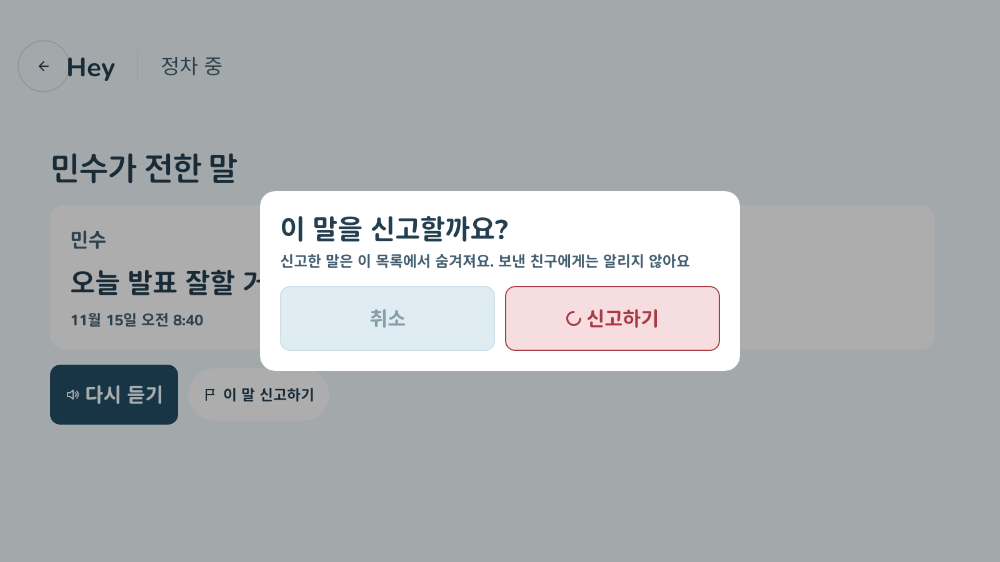 Hey
정차 중
민수가 전한 말
민수
오늘 발표 잘할
11월 15일 오전 8:40
다시 듣기
이 말 신고하기
이 말을 신고할까요?
신고한 말은 이 목록에서 숨겨져요. 보낸 친구에게는 알리지 않아요
취소
신고하기